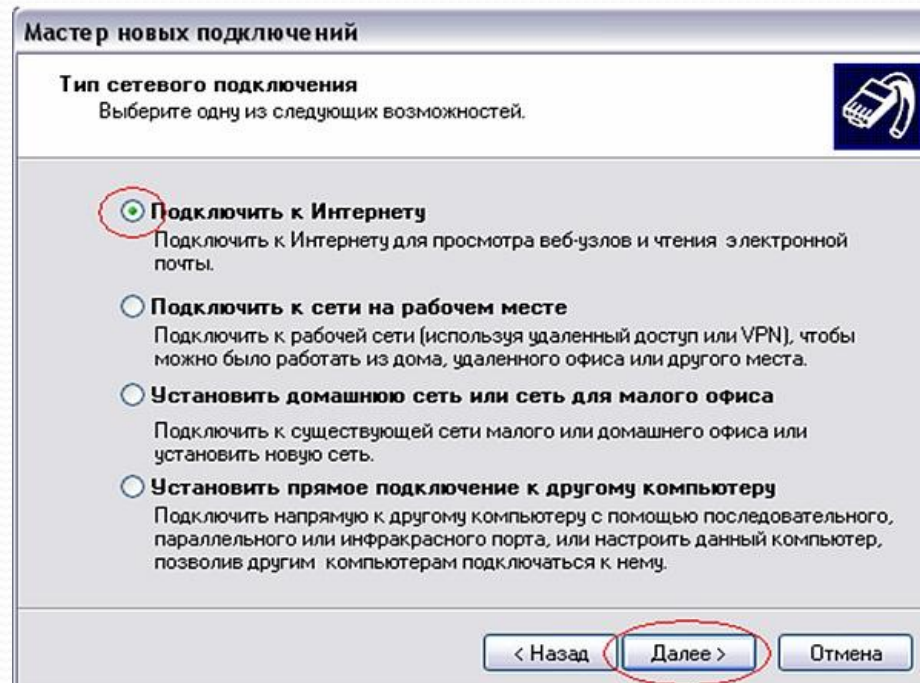 Мастер новых подключений
Тип сетевого подключения
Выберите одну из следующих возможностей.
Подключить к Интернету
Подключить к Интернету для просмотра веб-узлов и чтения электронной
почты.
Подключить к сети на рабочем месте
Подключить к рабочей сети (используя удаленный доступ или VPN), чтобы
можно было работать из дома, удаленного офиса или другого места.
Установить домашнюю сеть или сеть для малого офиса
Подключить к существующей сети малого или домашнего офиса или
установить новую сеть.
Установить прямое подключение к другому компьютеру
Подключить напрямую к другому компьютеру с помощью последовательного,
параллельного или инфракрасного порта, или настроить данный компьютер,
позволив другим компьютерам подключаться к нему.
< Назад Далее > Отмена